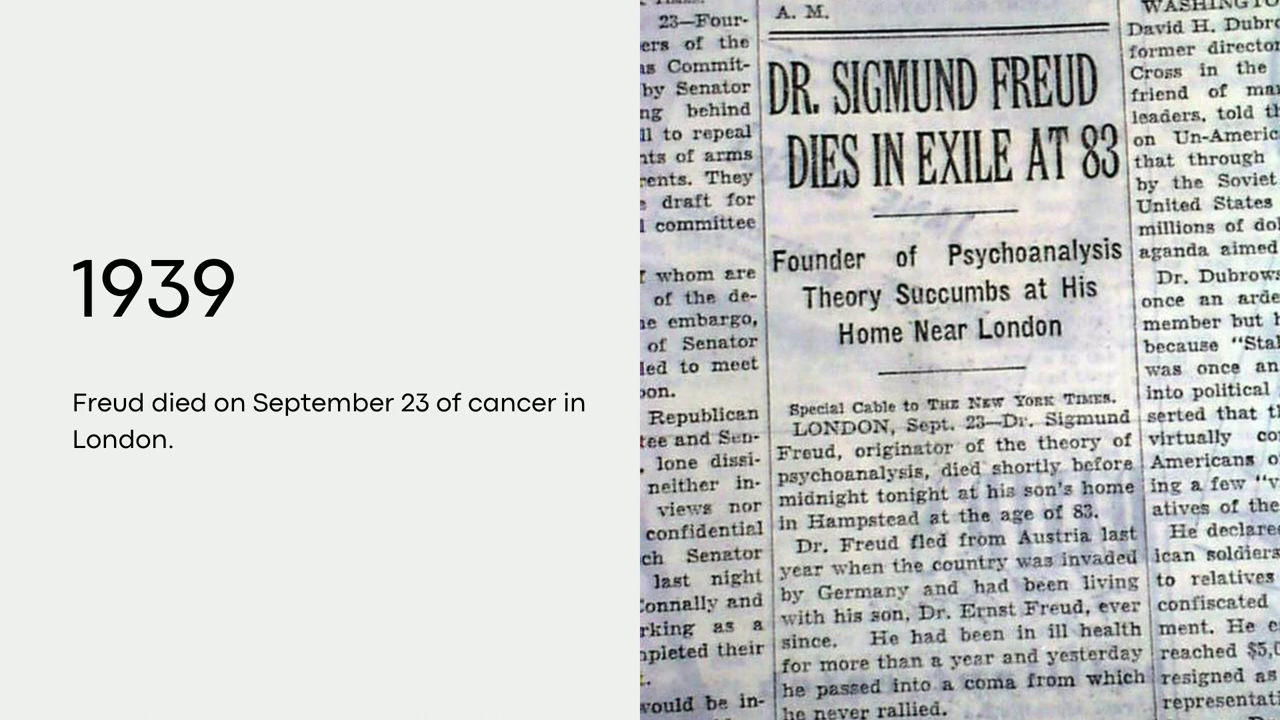 1939
Freud died on September 23 of cancer in
London.
23—Four-
ers of the
Commit-
by Senator
behind
to repeal
of arms
They
draft for
committee
whom are
of the de-
embargo,
of Senator
to meet
Republican
and Sen-
lone dissi-
neither in-
views nor
confidential
Senator
last night
Connally and
as a
their
would be in-
A. M.
DR. SIGMUND FREUD
DIES IN EXILE AT 83
Founder of Psychoanalysis
Theory Succumbs at His
Home Near London
Special Cable to THE NEW YORK TIMES.
LONDON, Sept. 23—Dr. Sigmund
Freud, originator of the theory of
psychoanalysis, died shortly before
midnight tonight at his son's home
in Hampstead at the age of 83.
Dr. Freud fled from Austria last
year when the country was invaded
by Germany and had been living
with his son, Dr. Ernst Freud, ever
since. He had been in ill health
for more than a year and yesterday
he passed into a coma from which
he never rallied.
David H.
former
Cross in the
friend of
leaders, told
on
that through
by the Soviet
United States
millions of
aimed
Dr.
once an
member but
because
was once an
into political
serted that
virtually
Americans
ing a few
atives of the
He
ican soldiers
to relatives
confiscated
ment. He
reached
resigned as